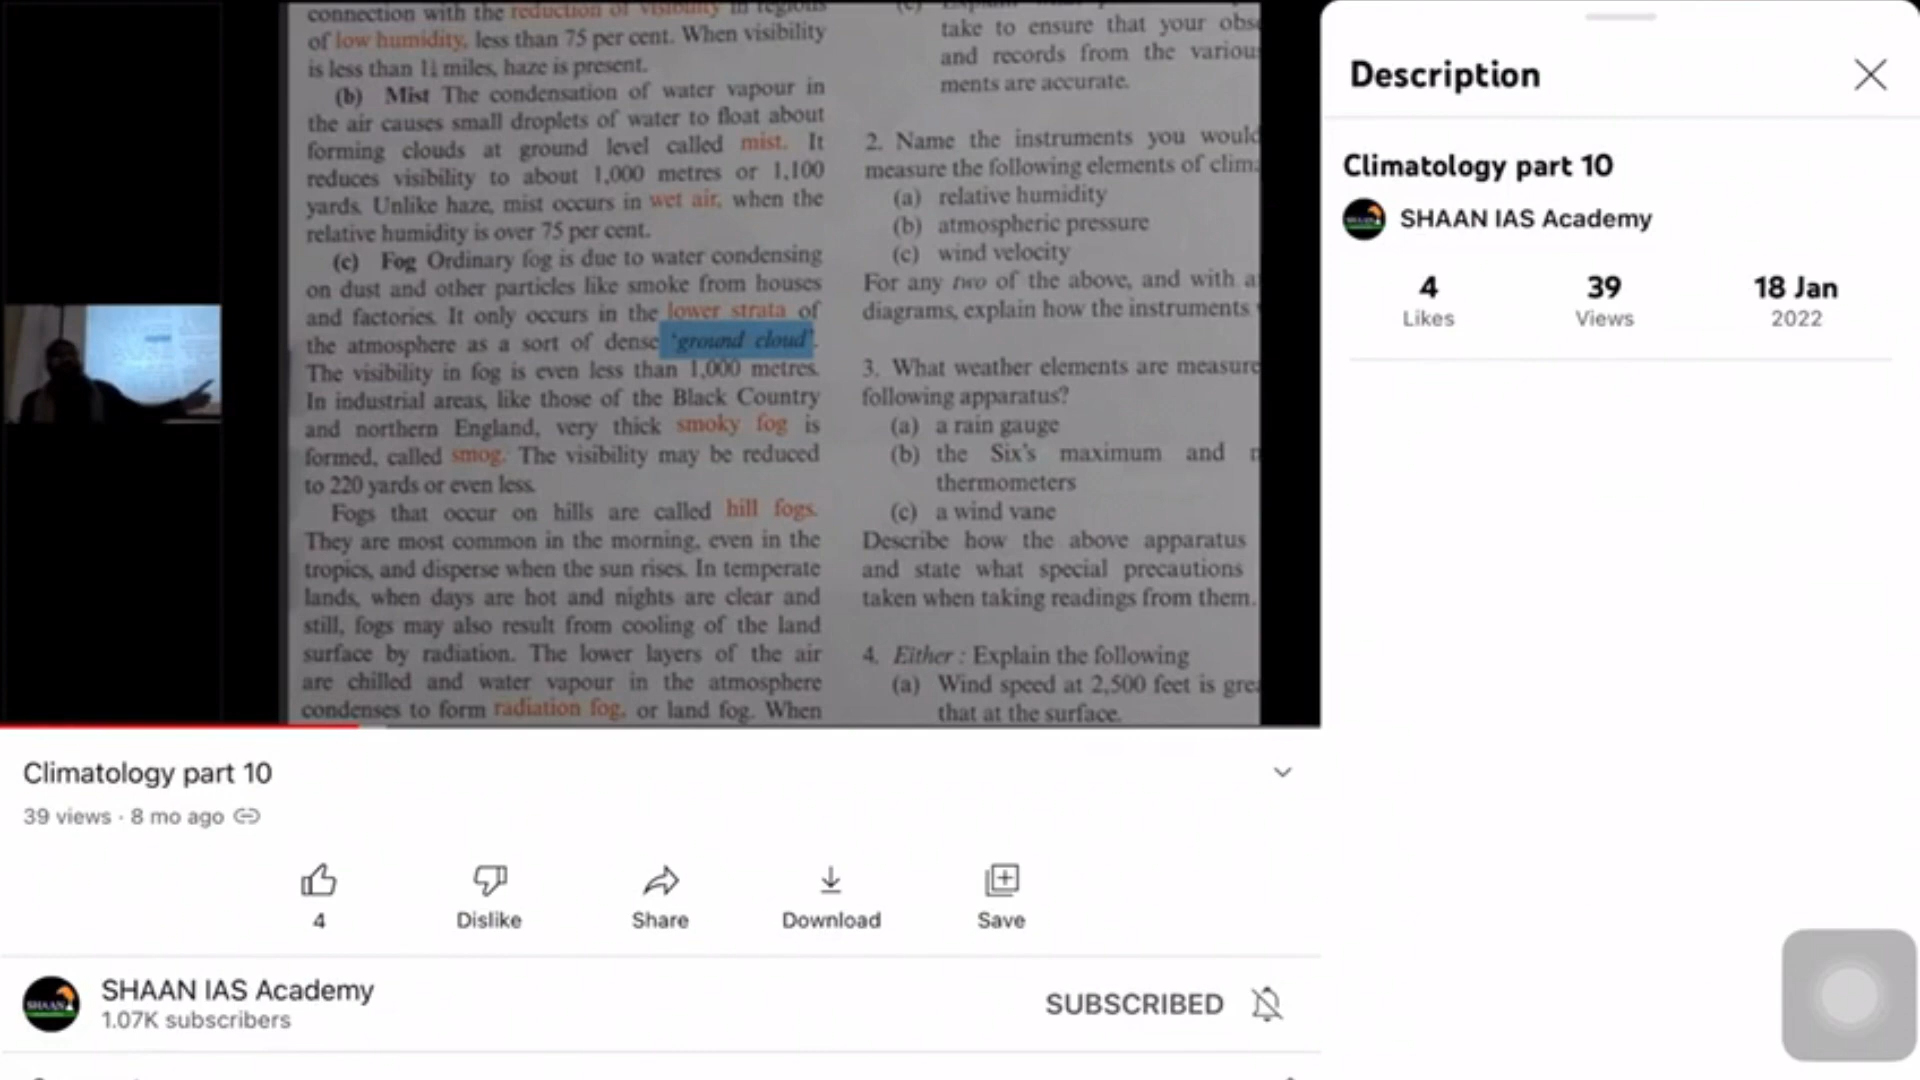 connection with the reduction of visibility in regions
of low humidity, less than 75 per cent. When visibility
is less than 1¼ miles, haze is present.
(b) Mist The condensation of water vapour in
the air causes small droplets of water to float about
forming clouds at ground level called mist. It
reduces visibility to about 1,000 metres or 1,100
yards. Unlike haze, mist occurs in wet air, when the
relative humidity is over 75 per cent.
(c) Fog Ordinary fog is due to water condensing
on dust and other particles like smoke from houses
and factories. It only occurs in the lower strata of
the atmosphere as a sort of dense 'ground cloud'.
The visibility in fog is even less than 1,000 metres.
In industrial areas, like those of the Black Country
and northern England, very thick smoky fog is
formed, called smog. The visibility may be reduced
to 220 yards or even less.
Fogs that occur on hills are called hill fogs.
They are most common in the morning, even in the
tropics, and disperse when the sun rises. In temperate
lands, when days are hot and nights are clear and
still, fogs may also result from cooling of the land
surface by radiation. The lower layers of the air
are chilled and water vapour in the atmosphere
condenses to form radiation fog, or land fog. When
take to ensure that your obs
and records from the various
ments are accurate.
2. Name the instruments you would
measure the following elements of clim
(a) relative humidity
(b) atmospheric pressure
(c) wind velocity
For any two of the above, and with a
diagrams, explain how the instruments
3. What weather elements are measure
following apparatus?
(a) a rain gauge
(b) the Six's maximum and
thermometers
(c) a wind vane
Describe how the above apparatus
and state what special precautions
taken when taking readings from them.
4. Either : Explain the following
(a) Wind speed at 2,500 feet is grea
that at the surface.
Climatology part 10
39 views · 8 mo ago
4
Dislike
Share
Download
Save
SHAAN IAS Academy
1.07K subscribers
SUBSCRIBED
Description
Climatology part 10
SHAAN IAS Academy
4 39 18 Jan
Likes Views 2022